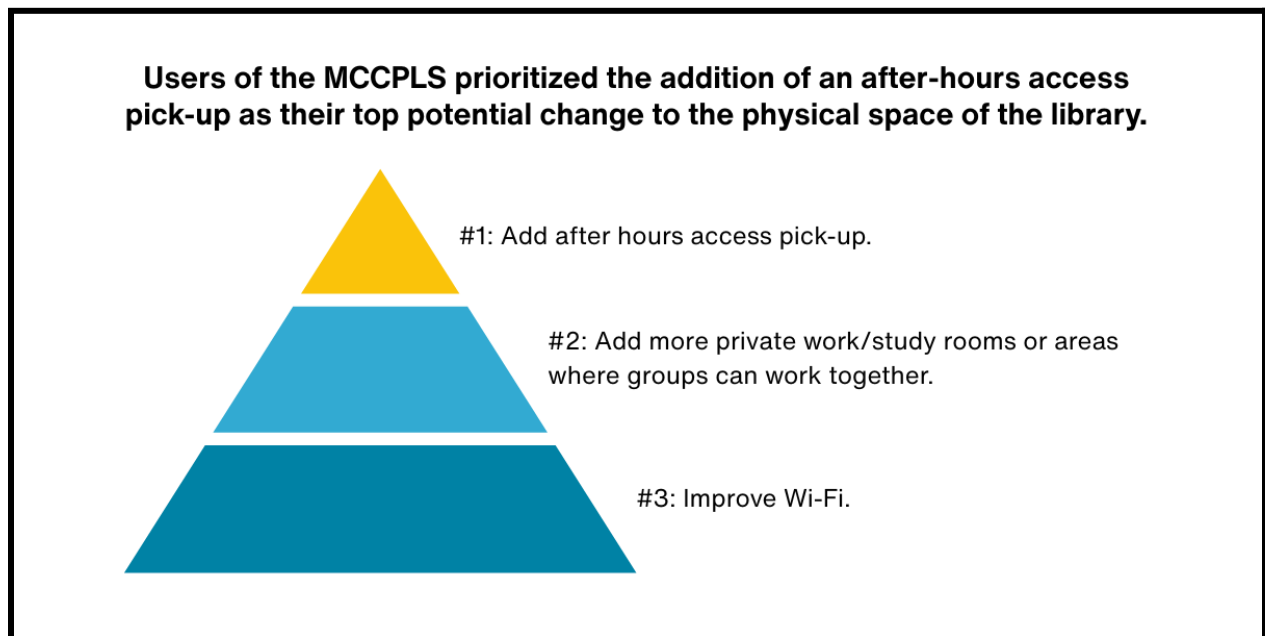 Users of the MCCPLS prioritized the addition of an after-hours access
pick-up as their top potential change to the physical space of the library.
#1: Add after hours access pick-up.
#2: Add more private work/study rooms or areas
where groups can work together.
#3: Improve Wi-Fi.